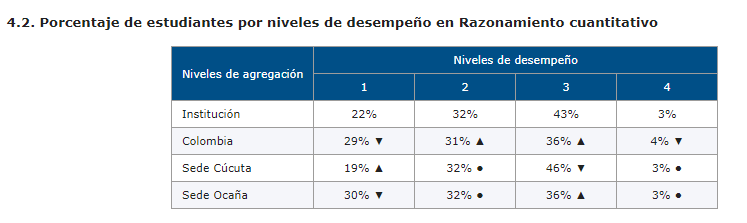 4.2. Porcentaje de estudiantes por niveles de desempeño en Razonamiento cuantitativo
Niveles de agregación Niveles de desempeño
1 2 3 4
Institución 22% 32% 43% 3%
Colombia 29% ▼ 31% ▲ 36% ▲ 4% ▼
Sede Cúcuta 19% ▲ 32% ● 46% ▼ 3% ●
Sede Ocaña 30% ▼ 32% ● 36% ▲ 3% ●